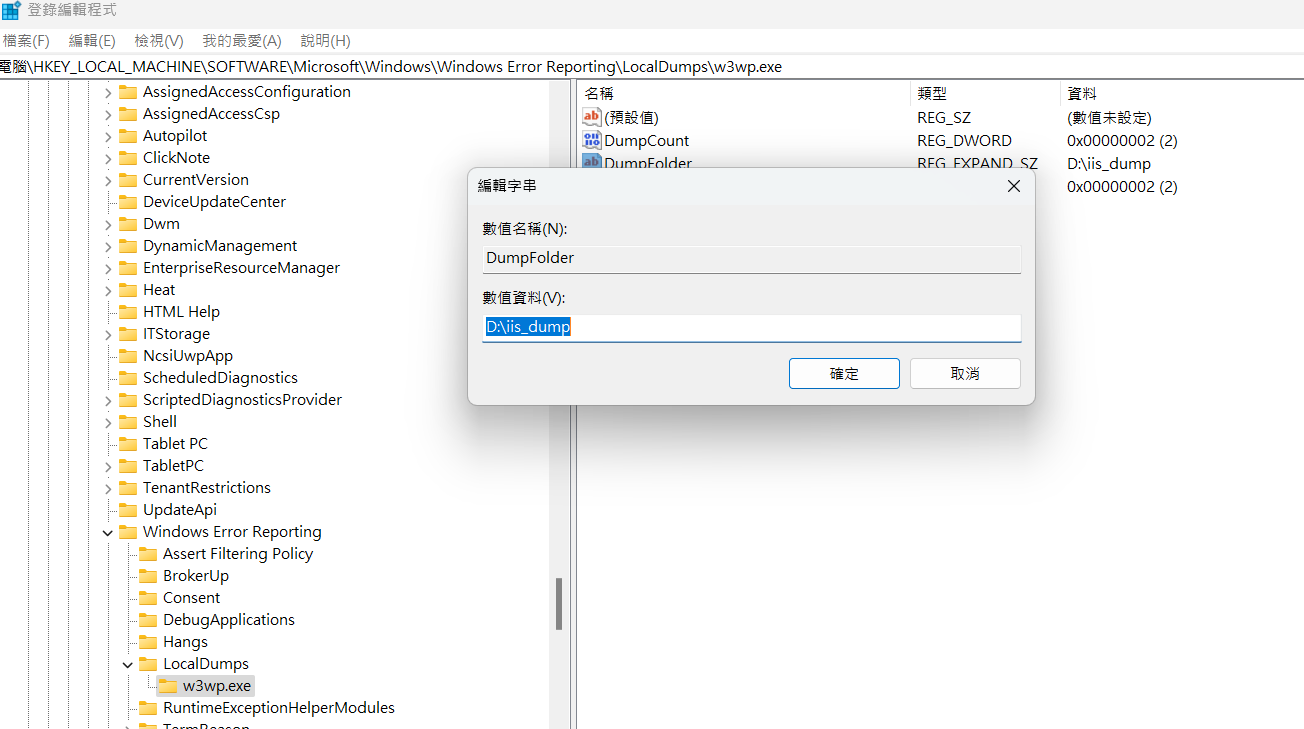 登錄編輯程式
檔案(F) 編輯(E) 檢視(V) 我的最愛(A) 說明(H)
電腦\HKEY_LOCAL_MACHINE\SOFTWARE\Microsoft\Windows\Windows Error Reporting\LocalDumps\w3wp.exe
AssignedAccessConfiguration
AssignedAccessCsp
Autopilot
ClickNote
CurrentVersion
DeviceUpdateCenter
Dwm
DynamicManagement
EnterpriseResourceManager
Heat
HTML Help
ITStorage
NcsiUwpApp
ScheduledDiagnostics
ScriptedDiagnosticsProvider
Shell
Tablet PC
TabletPC
TenantRestrictions
UpdateApi
Windows Error Reporting
Assert Filtering Policy
BrokerUp
Consent
DebugApplications
Hangs
LocalDumps
w3wp.exe
RuntimeExceptionHelperModules
TermReason
名稱 類型 資料
(預設值) REG_SZ (數值未設定)
DumpCount REG_DWORD 0x00000002 (2)
DumpFolder REG_EXPAND_SZ D:\iis_dump
0x00000002 (2)
編輯字串
數值名稱(N):
DumpFolder
數值資料(V):
D:\iis_dump
確定 取消